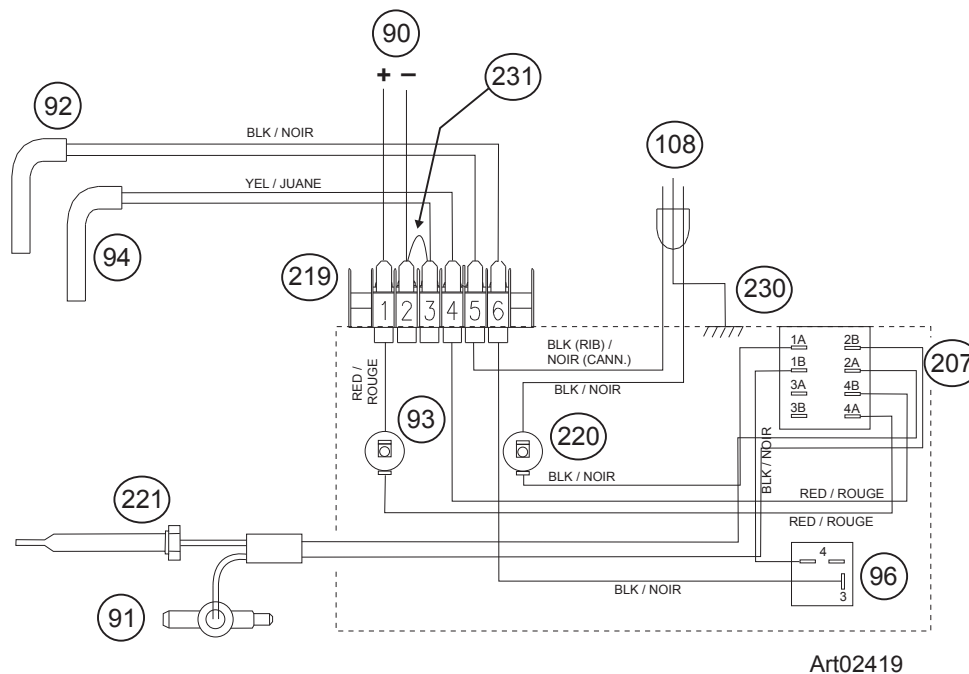 90
+ −
231
92
BLK / NOIR
108
YEL / JUANE
94
219
230
1 2 3 4 5 6
1A 2B
1B 2A
3A 4B
3B 4A
207
BLK (RIB) /
NOIR (CANN.)
RED /
ROUGE
BLK / NOIR
93
220
BLK / NOIR
BLK / NOIR
RED / ROUGE
RED / ROUGE
221
4
96
3
BLK / NOIR
91
Art02419